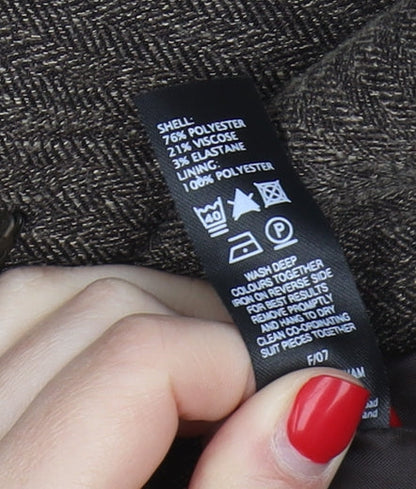 SHELL:
76% POLYESTER
21% VISCOSE
3% ELASTANE
LINING:
100% POLYESTER
40
P
WASH DEEP
COLOURS TOGETHER
IRON ON REVERSE SIDE
FOR BEST RESULTS
REMOVE PROMPTLY
AND HANG TO DRY
CLEAN CO-ORDINATING
SUIT PIECES TOGETHER
F/07